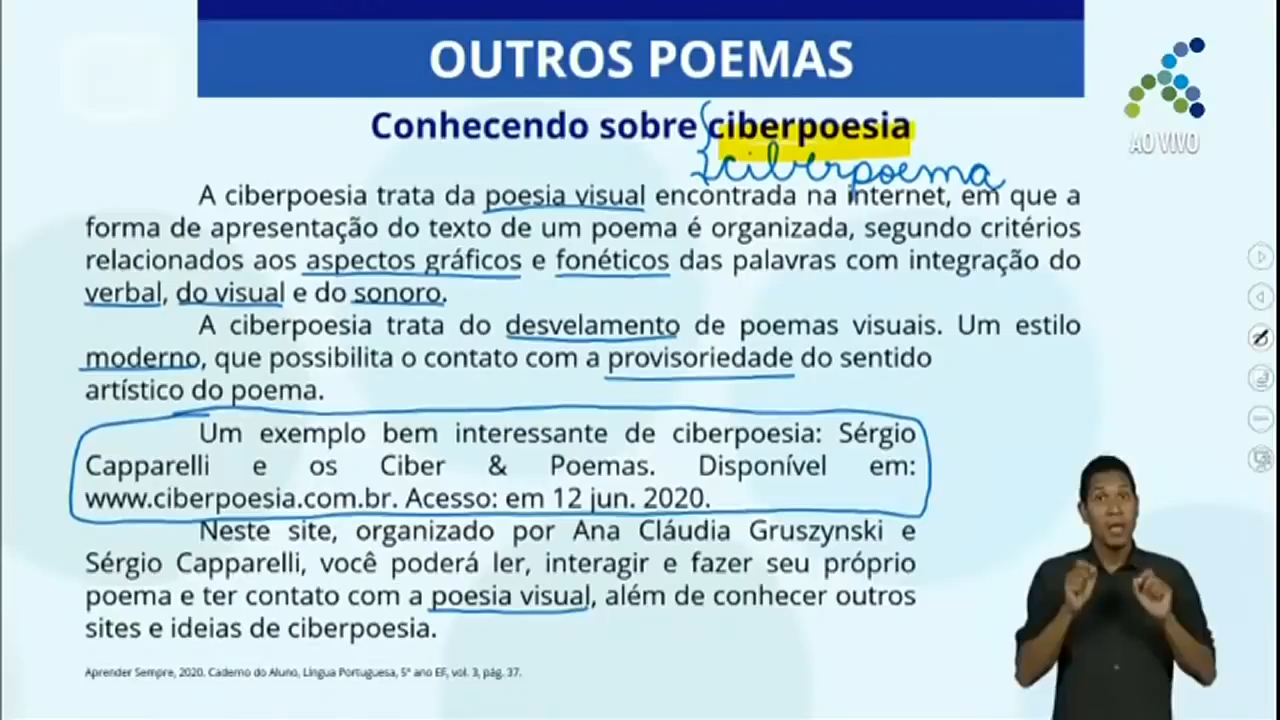 OUTROS POEMAS
Conhecendo sobre ciberpoesia
ciberpoema
AO VIVO
A ciberpoesia trata da poesia visual encontrada na internet, em que a
forma de apresentação do texto de um poema é organizada, segundo critérios
relacionados aos aspectos gráficos e fonéticos das palavras com integração do
verbal, do visual e do sonoro.
A ciberpoesia trata do desvelamento de poemas visuais. Um estilo
moderno, que possibilita o contato com a provisoriedade do sentido
artístico do poema.
Um exemplo bem interessante de ciberpoesia: Sérgio
Capparelli e os Ciber & Poemas. Disponível em:
www.ciberpoesia.com.br. Acesso: em 12 jun. 2020.
Neste site, organizado por Ana Cláudia Gruszynski e
Sérgio Capparelli, você poderá ler, interagir e fazer seu próprio
poema e ter contato com a poesia visual, além de conhecer outros
sites e ideias de ciberpoesia.
Aprender Sempre, 2020. Caderno do Aluno, Língua Portuguesa, 5º ano EF, vol. 3, pág. 37.